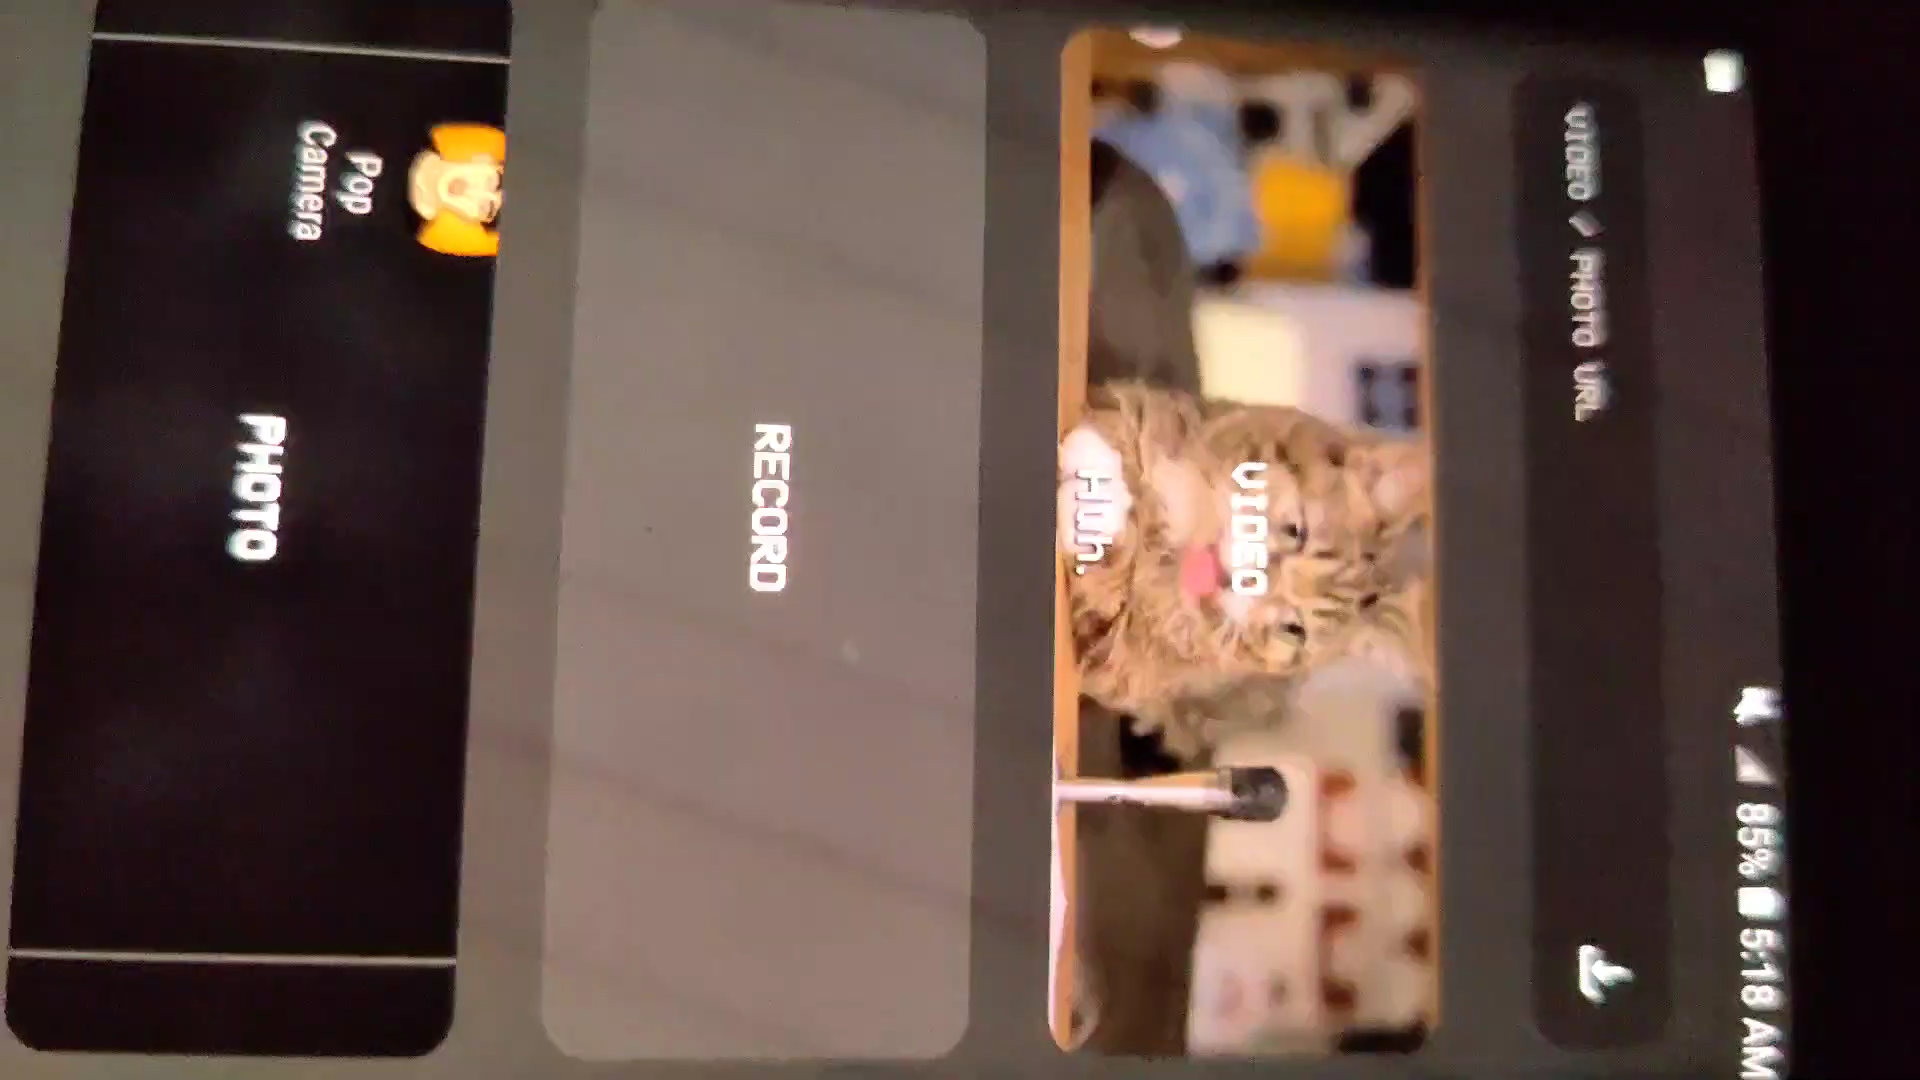 85% 5:18 AM
VIDEO / PHOTO URL
VIDEO
Huh.
RECORD
Pop
Camera
PHOTO